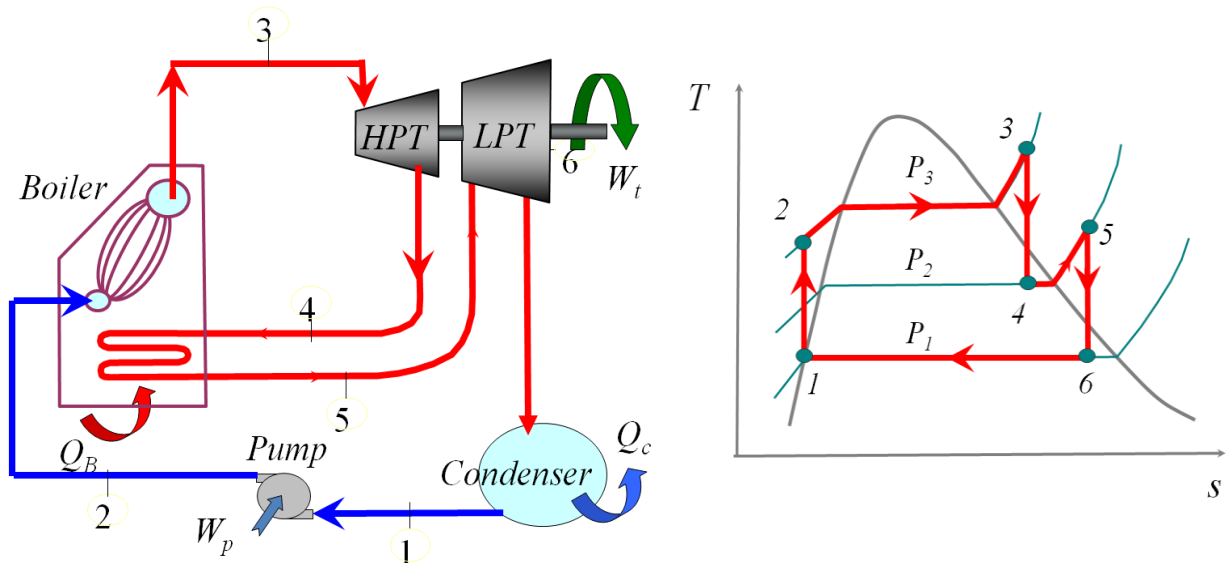 3
HPT
LPT
6
W_t
Boiler
4
5
Q_B
Pump
Condenser
Q_c
2
W_p
1
T
3
P_3
2
5
P_2
4
P_1
1
6
s